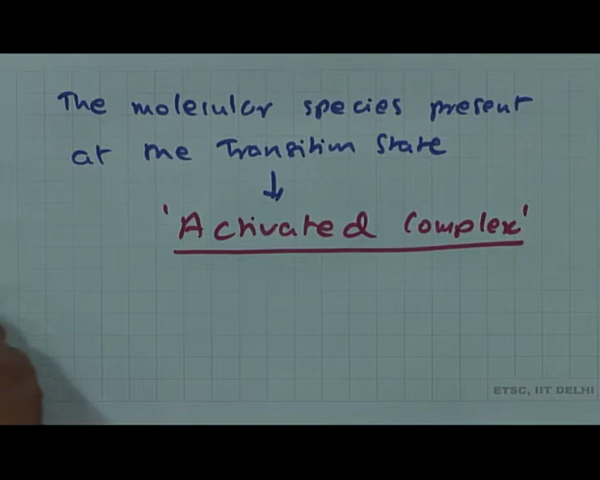 The molecular species present
at the Transition State
↓
'Activated Complex'
ETSC, IIT DELHI